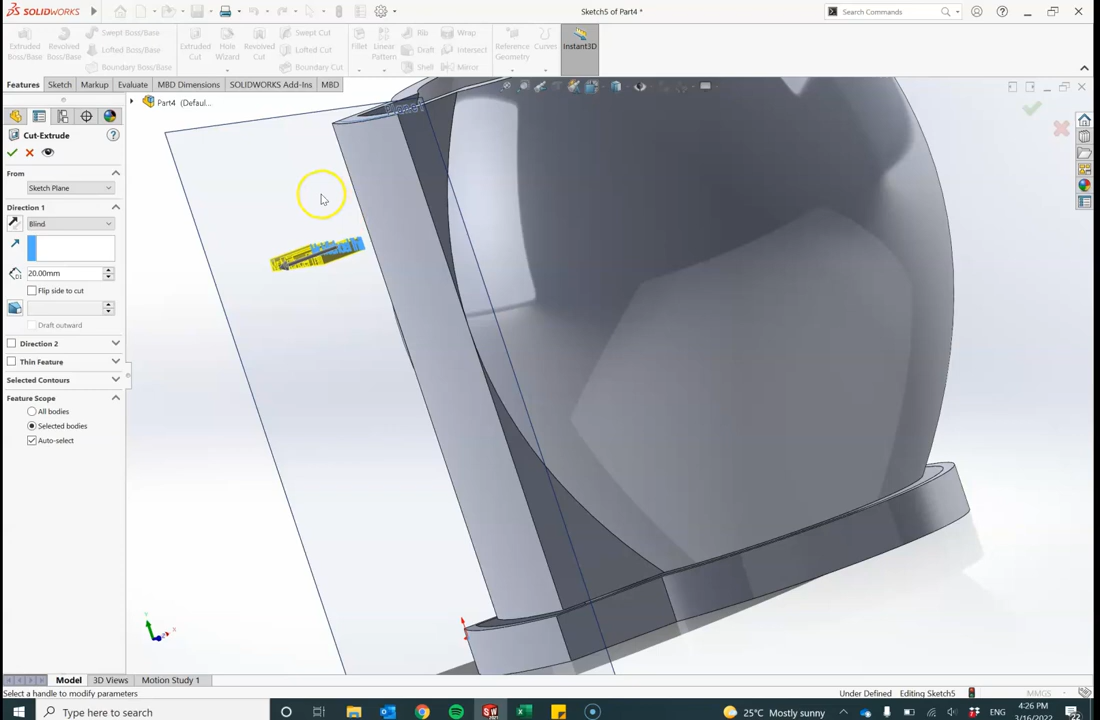 SOLIDWORKS
Sketch5 of Part4 *
Search Commands
Extruded Boss/Base
Revolved Boss/Base
Swept Boss/Base
Lofted Boss/Base
Boundary Boss/Base
Extruded Cut
Hole Wizard
Revolved Cut
Swept Cut
Lofted Cut
Boundary Cut
Fillet
Linear Pattern
Rib
Draft
Shell
Wrap
Intersect
Mirror
Reference Geometry
Curves
Instant3D
Features
Sketch
Markup
Evaluate
MBD Dimensions
SOLIDWORKS Add-Ins
MBD
Part4 (Defaul...
Plane1
Cut-Extrude
From
Sketch Plane
Direction 1
Blind
20.00mm
Flip side to cut
Draft outward
Direction 2
Thin Feature
Selected Contours
Feature Scope
All bodies
Selected bodies
Auto-select
Model
3D Views
Motion Study 1
Select a handle to modify parameters
Under Defined
Editing Sketch5
MMGS
Type here to search
25°C Mostly sunny
ENG
4:26 PM
3/16/2022
22